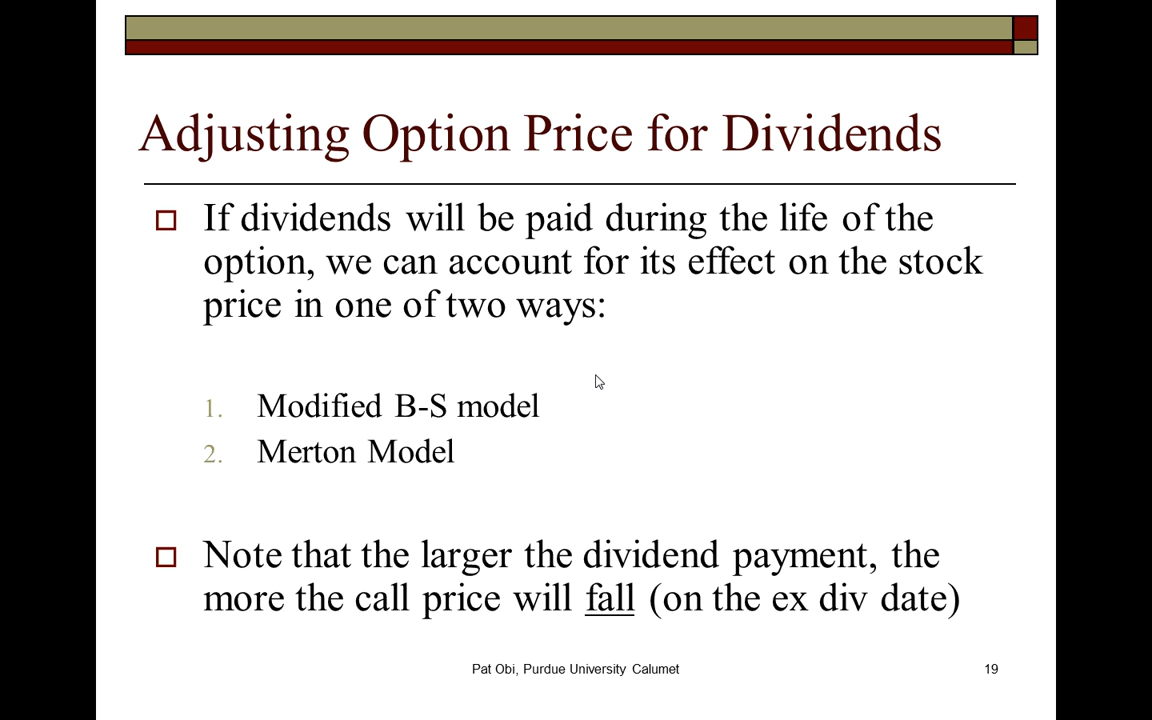 Adjusting Option Price for Dividends
If dividends will be paid during the life of the
option, we can account for its effect on the stock
price in one of two ways:
1. Modified B-S model
2. Merton Model
Note that the larger the dividend payment, the
more the call price will fall (on the ex div date)
Pat Obi, Purdue University Calumet
19